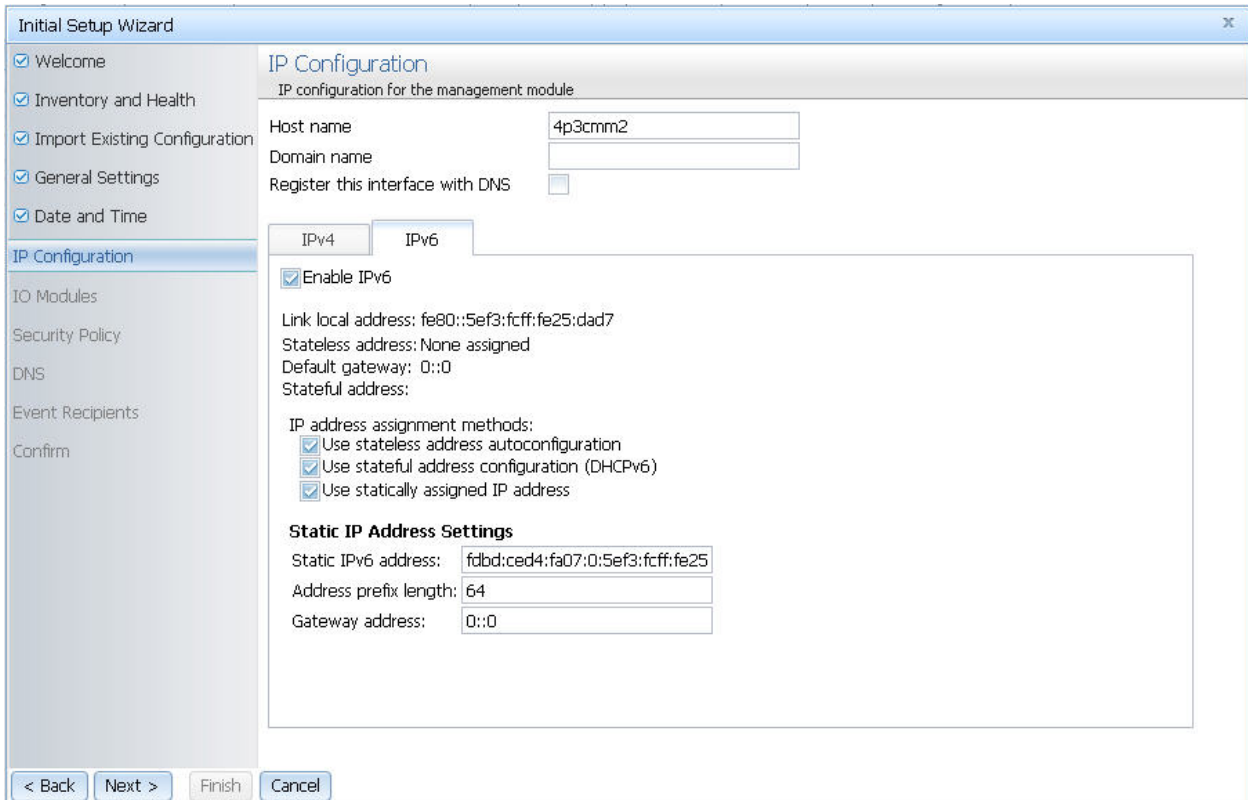 Initial Setup Wizard
x
Welcome
Inventory and Health
Import Existing Configuration
General Settings
Date and Time
IP Configuration
IO Modules
Security Policy
DNS
Event Recipients
Confirm
IP Configuration
IP configuration for the management module
Host name 4p3cmm2
Domain name
Register this interface with DNS
IPv4 IPv6
Enable IPv6
Link local address: fe80::5ef3:fcff:fe25:dad7
Stateless address: None assigned
Default gateway: 0::0
Stateful address:
IP address assignment methods:
Use stateless address autoconfiguration
Use stateful address configuration (DHCPv6)
Use statically assigned IP address
Static IP Address Settings
Static IPv6 address: fdbd:ced4:fa07:0:5ef3:fcff:fe25
Address prefix length: 64
Gateway address: 0::0
< Back Next > Finish Cancel